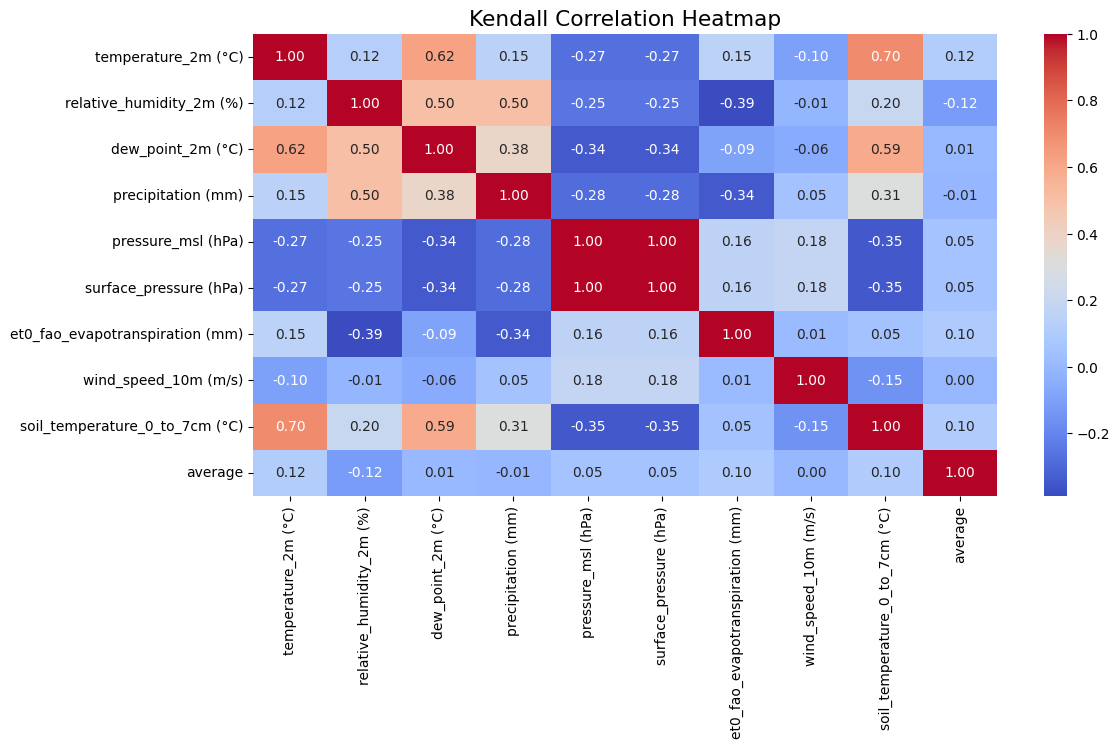 Kendall Correlation Heatmap
temperature_2m (°C) 1.00 0.12 0.62 0.15 -0.27 -0.27 0.15 -0.10 0.70 0.12
relative_humidity_2m (%) 0.12 1.00 0.50 0.50 -0.25 -0.25 -0.39 -0.01 0.20 -0.12
dew_point_2m (°C) 0.62 0.50 1.00 0.38 -0.34 -0.34 -0.09 -0.06 0.59 0.01
precipitation (mm) 0.15 0.50 0.38 1.00 -0.28 -0.28 -0.34 0.05 0.31 -0.01
pressure_msl (hPa) -0.27 -0.25 -0.34 -0.28 1.00 1.00 0.16 0.18 -0.35 0.05
surface_pressure (hPa) -0.27 -0.25 -0.34 -0.28 1.00 1.00 0.16 0.18 -0.35 0.05
et0_fao_evapotranspiration (mm) 0.15 -0.39 -0.09 -0.34 0.16 0.16 1.00 0.01 0.05 0.10
wind_speed_10m (m/s) -0.10 -0.01 -0.06 0.05 0.18 0.18 0.01 1.00 -0.15 0.00
soil_temperature_0_to_7cm (°C) 0.70 0.20 0.59 0.31 -0.35 -0.35 0.05 -0.15 1.00 0.10
average 0.12 -0.12 0.01 -0.01 0.05 0.05 0.10 0.00 0.10 1.00
temperature_2m (°C)
relative_humidity_2m (%)
dew_point_2m (°C)
precipitation (mm)
pressure_msl (hPa)
surface_pressure (hPa)
et0_fao_evapotranspiration (mm)
wind_speed_10m (m/s)
soil_temperature_0_to_7cm (°C)
average
1.0
0.8
0.6
0.4
0.2
0.0
−0.2